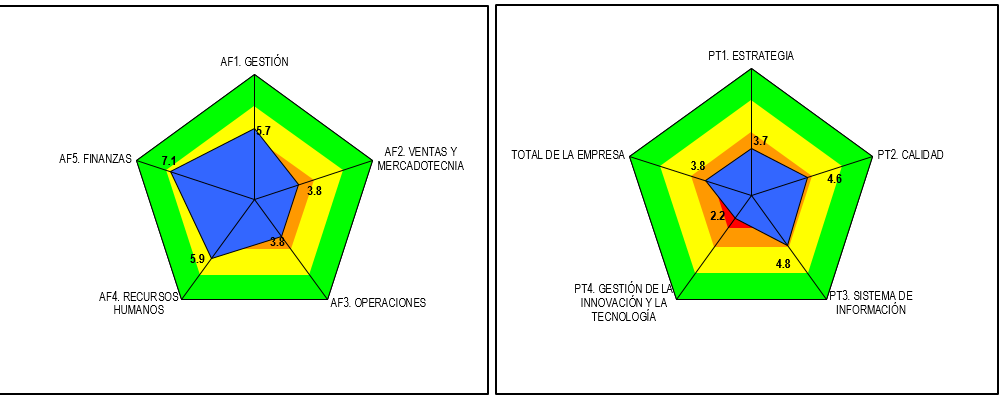 AF1. GESTIÓN
5.7
AF5. FINANZAS
7.1
AF2. VENTAS Y
MERCADOTECNIA
3.8
3.8
5.9
AF4. RECURSOS
HUMANOS
AF3. OPERACIONES
PT1. ESTRATEGIA
3.7
TOTAL DE LA EMPRESA
3.8
PT2. CALIDAD
4.6
2.2
4.8
PT4. GESTIÓN DE LA
INNOVACIÓN Y LA
TECNOLOGÍA
PT3. SISTEMA DE
INFORMACIÓN